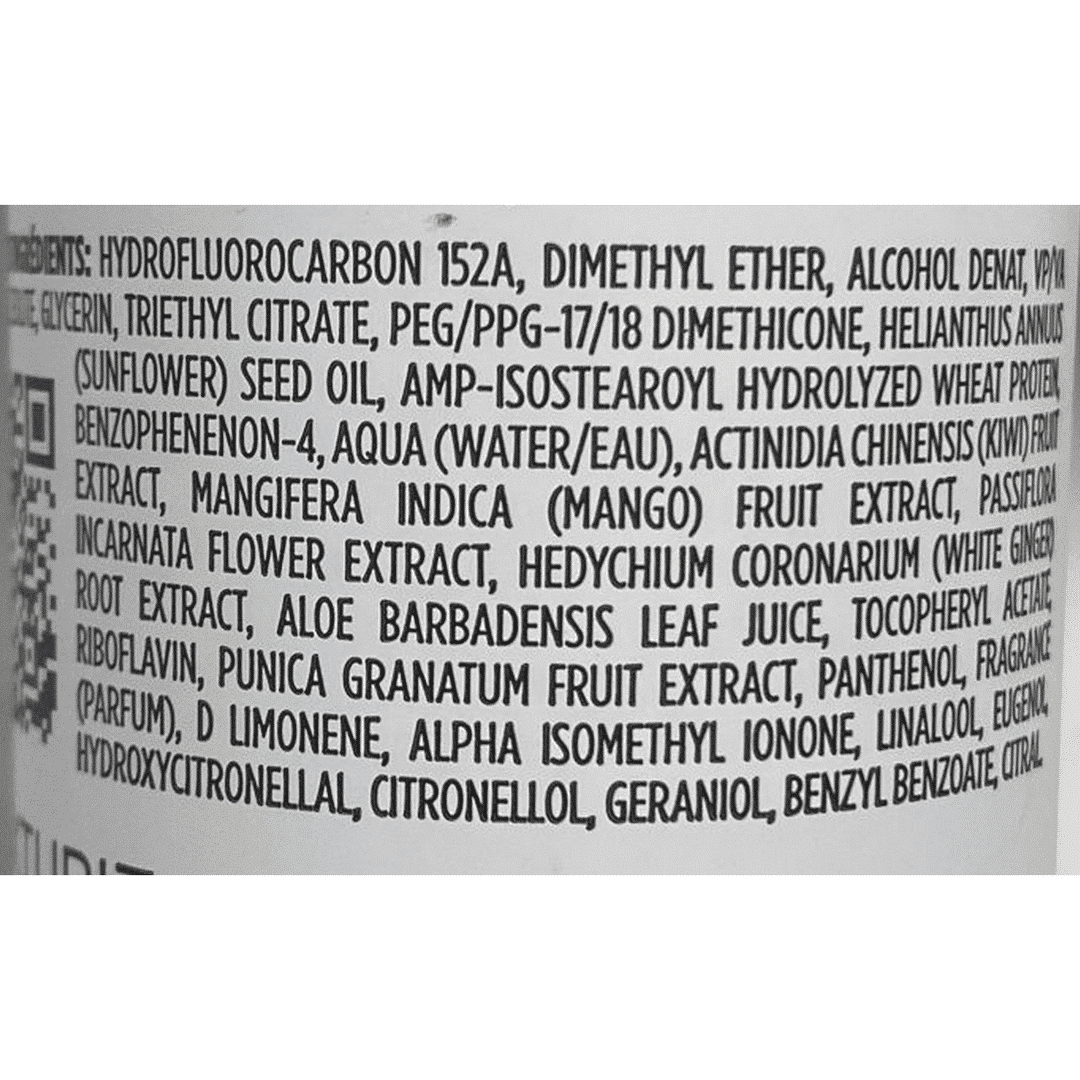 INGRÉDIENTS: HYDROFLUOROCARBON 152A, DIMETHYL ETHER, ALCOHOL DENAT, VP/VA
GLYCERIN, TRIETHYL CITRATE, PEG/PPG-17/18 DIMETHICONE, HELIANTHUS ANNUUS
(SUNFLOWER) SEED OIL, AMP-ISOSTEAROYL HYDROLYZED WHEAT PROTEIN,
BENZOPHENENON-4, AQUA (WATER/EAU), ACTINIDIA CHINENSIS (KIWI) FRUIT
EXTRACT, MANGIFERA INDICA (MANGO) FRUIT EXTRACT, PASSIFLORA
INCARNATA FLOWER EXTRACT, HEDYCHIUM CORONARIUM (WHITE GINGER)
ROOT EXTRACT, ALOE BARBADENSIS LEAF JUICE, TOCOPHERYL ACETATE,
RIBOFLAVIN, PUNICA GRANATUM FRUIT EXTRACT, PANTHENOL, FRAGRANCE
(PARFUM), D LIMONENE, ALPHA ISOMETHYL IONONE, LINALOOL, EUGENOL,
HYDROXYCITRONELLAL, CITRONELLOL, GERANIOL, BENZYL BENZOATE, CITRAL.